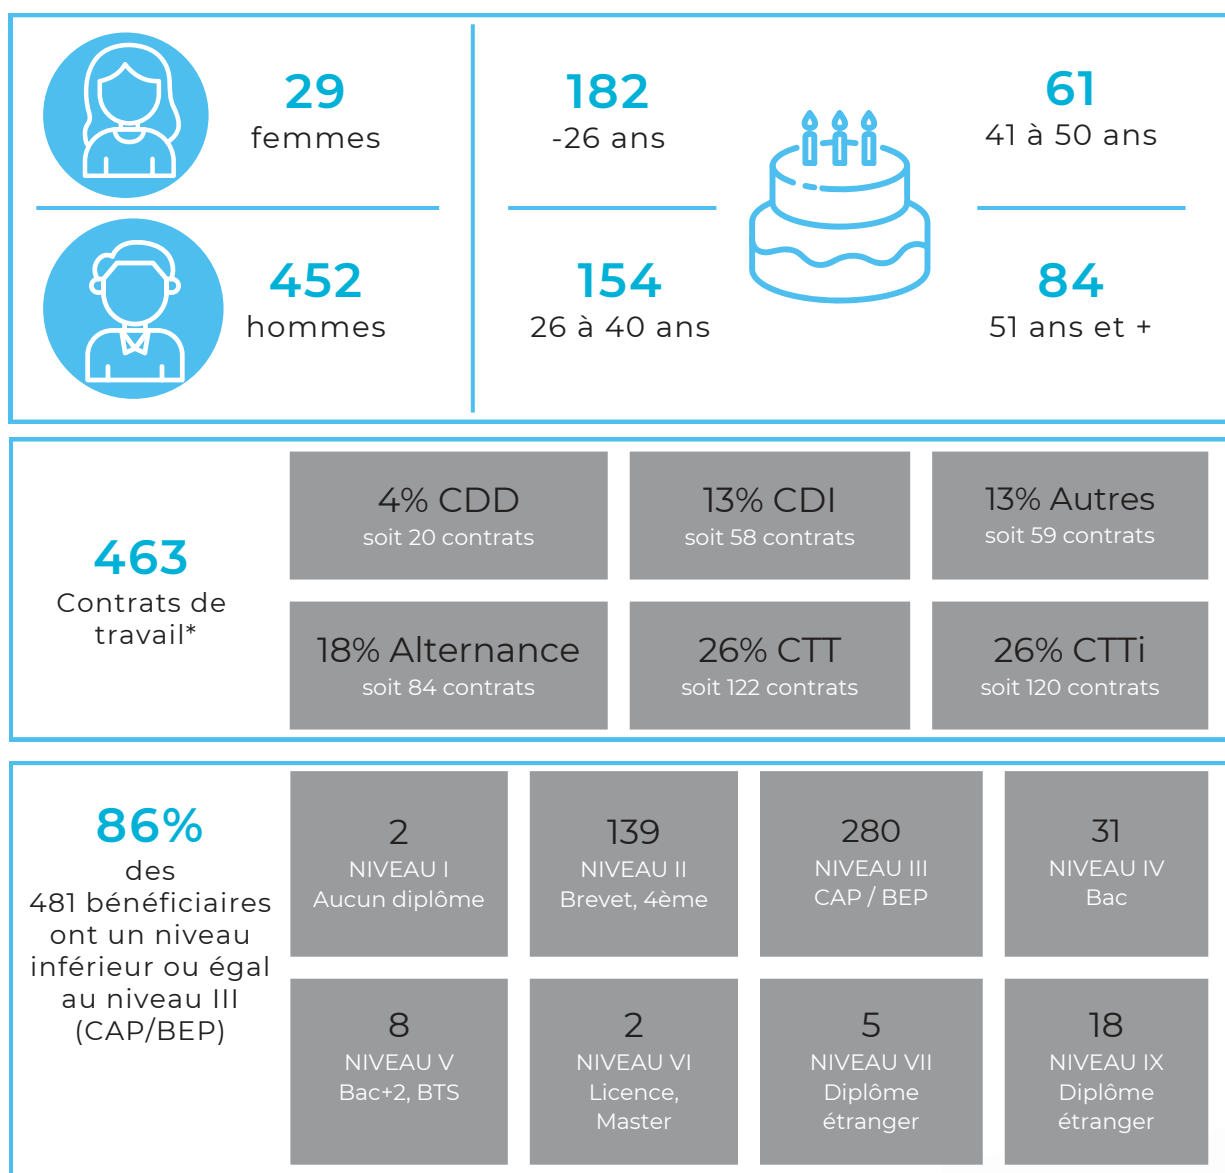 29
femmes
452
hommes
182
-26 ans
154
26 à 40 ans
61
41 à 50 ans
84
51 ans et +
463
Contrats de
travail*
4% CDD
soit 20 contrats
13% CDI
soit 58 contrats
13% Autres
soit 59 contrats
18% Alternance
soit 84 contrats
26% CTT
soit 122 contrats
26% CTTi
soit 120 contrats
86%
des
481 bénéficiaires
ont un niveau
inférieur ou égal
au niveau III
(CAP/BEP)
2
NIVEAU I
Aucun diplôme
139
NIVEAU II
Brevet, 4ème
280
NIVEAU III
CAP / BEP
31
NIVEAU IV
Bac
8
NIVEAU V
Bac+2, BTS
2
NIVEAU VI
Licence,
Master
5
NIVEAU VII
Diplôme
étranger
18
NIVEAU IX
Diplôme
étranger